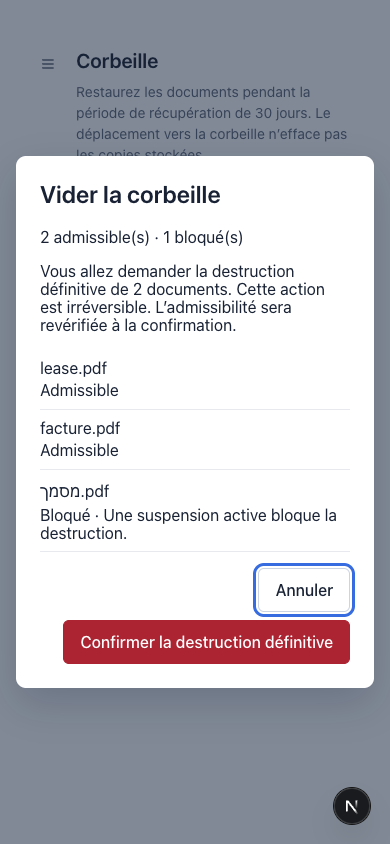 Corbeille
Restaurez les documents pendant la
période de récupération de 30 jours. Le
déplacement vers la corbeille n'efface pas
les copies stockées.
Vider la corbeille
2 admissible(s) · 1 bloqué(s)
Vous allez demander la destruction
définitive de 2 documents. Cette action
est irréversible. L’admissibilité sera
revérifiée à la confirmation.
lease.pdf
Admissible
facture.pdf
Admissible
מסמך.pdf
Bloqué · Une suspension active bloque la
destruction.
Annuler
Confirmer la destruction définitive
N